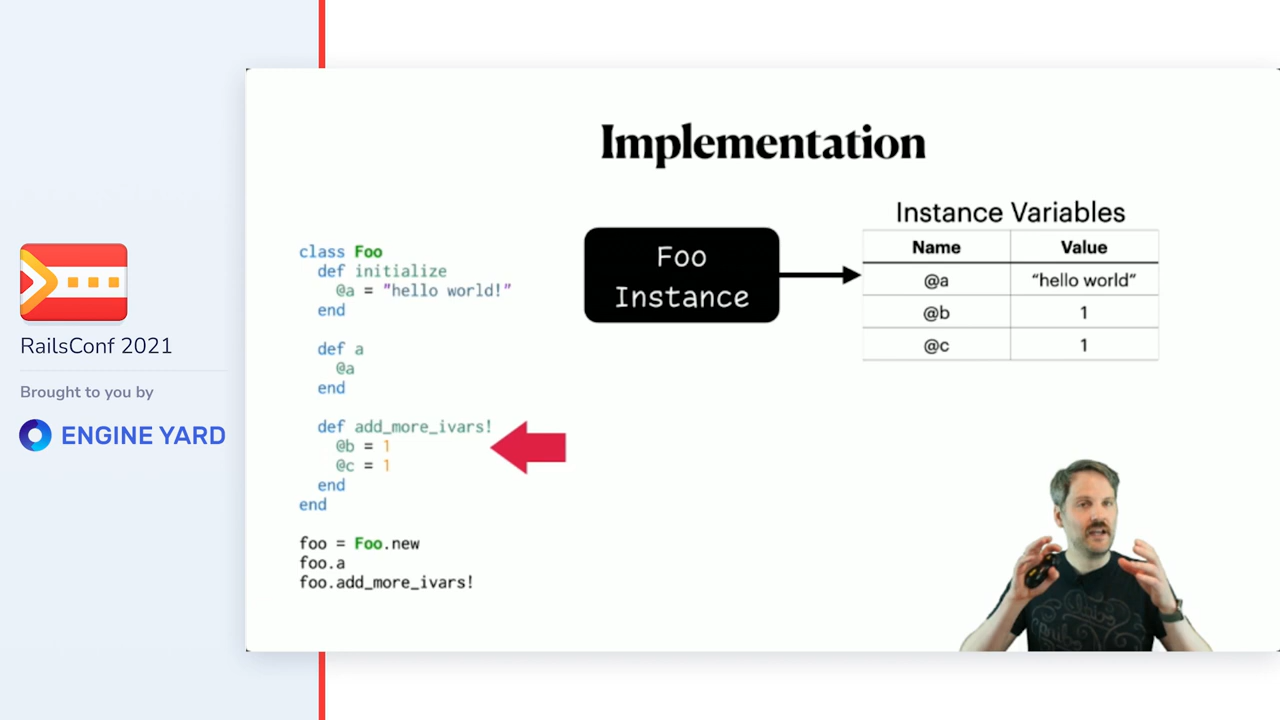 RailsConf 2021
Brought to you by
ENGINE YARD
Implementation
class Foo
def initialize
@a = "hello world!"
end
def a
@a
end
def add_more_ivars!
@b = 1
@c = 1
end
end
foo = Foo.new
foo.a
foo.add_more_ivars!
Foo
Instance
Instance Variables
Name Value
@a “hello world”
@b 1
@c 1